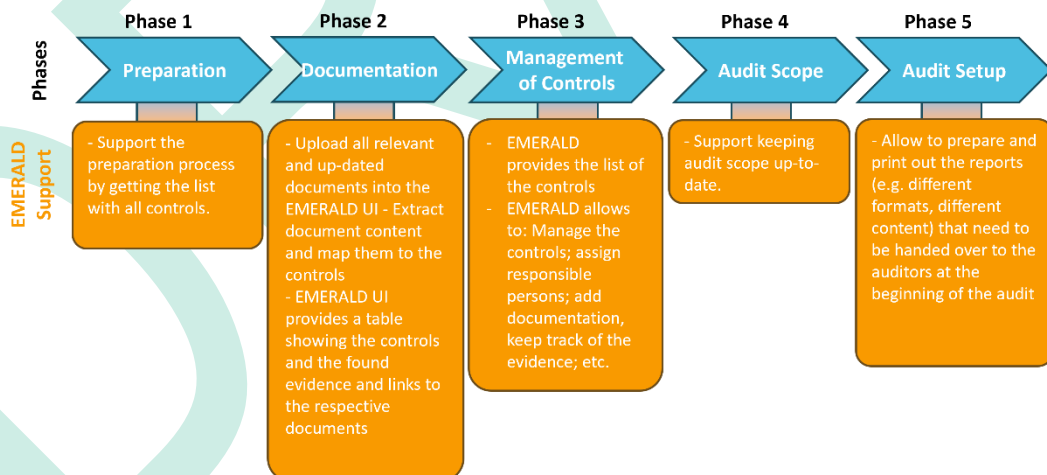 Phase 1
Phase 2
Phase 3
Phase 4
Phase 5
Phases
Preparation
Documentation
Management
of Controls
Audit Scope
Audit Setup
EMERALD
Support
- Support the
preparation process
by getting the list
with all controls.
- Upload all relevant
and up-dated
documents into the
EMERALD UI - Extract
document content
and map them to the
controls
- EMERALD UI
provides a table
showing the controls
and the found
evidence and links to
the respective
documents
- EMERALD
provides the list of
the controls
- EMERALD allows
to: Manage the
controls; assign
responsible
persons; add
documentation,
keep track of the
evidence; etc.
- Support keeping
audit scope up-to-
date.
- Allow to prepare and
print out the reports
(e.g. different
formats, different
content) that need to
be handed over to the
auditors at the
beginning of the audit